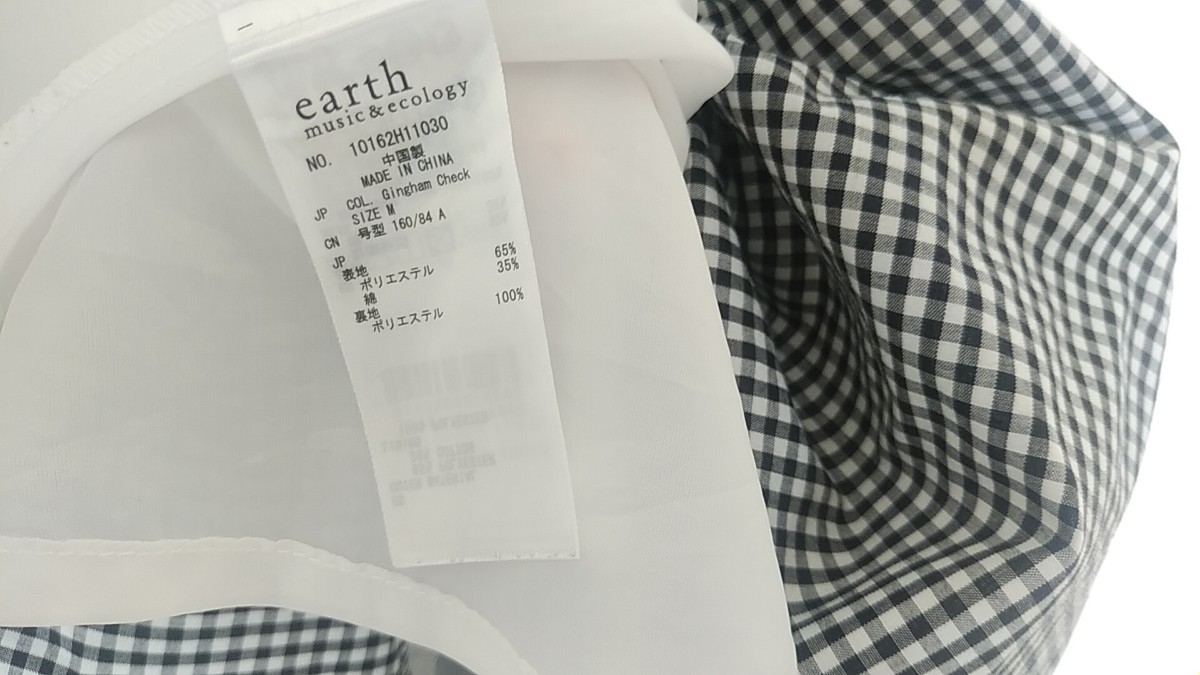 earth
music & ecology
NO. 10162H11030
中国製
MADE IN CHINA
JP COL. Gingham Check
SIZE M
CN 号型 160/84 A
JP
表地
ポリエステル 65%
綿 35%
裏地
ポリエステル 100%